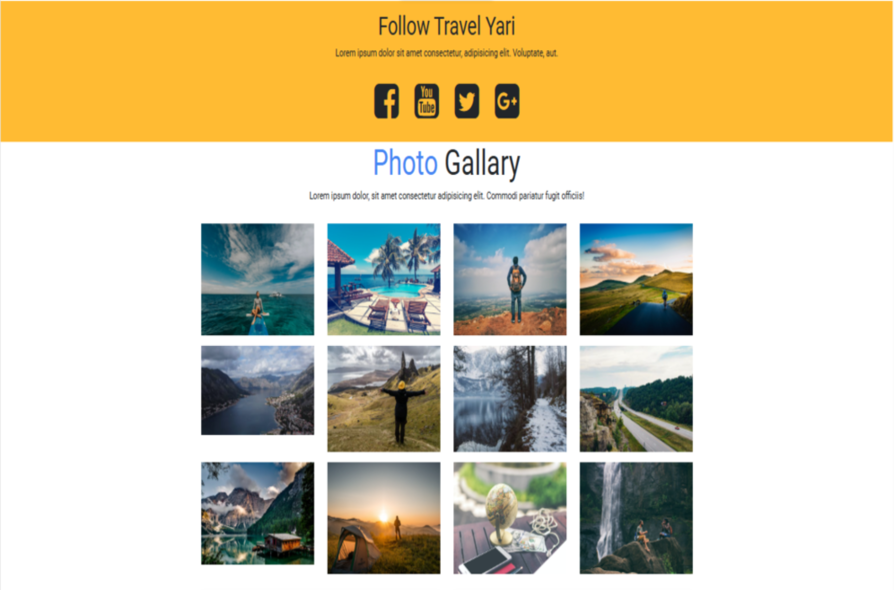 Follow Travel Yari
Lorem ipsum dolor sit amet consectetur, adipisicing elit. Voluptate, aut.
You
Tube
G+
Photo Gallary
Lorem ipsum dolor, sit amet consectetur adipisicing elit. Commodi pariatur fugit officiis!